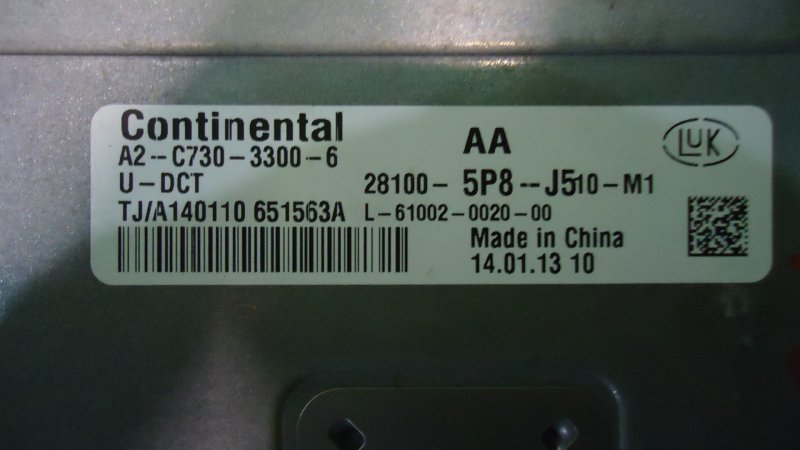 Continental
AA
LUK
A2-C730-3300-6
U-DCT
28100-5P8-J510-M1
TJ/A140110 651563A
L-61002-0020-00
Made in China
14.01.13 10